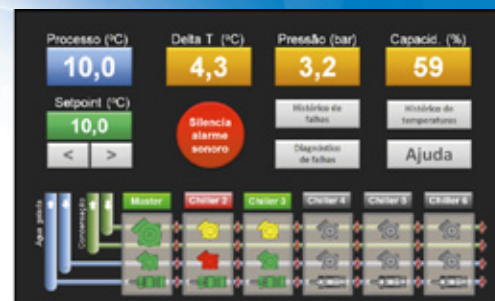 Processo (ºC)
Delta T (ºC)
Pressão (bar)
Capacid. (%)
10,0
4,3
3,2
59
Setpoint (ºC)
10,0
< >
Silencia
alarme
sonoro
Histórico de
falhas
Histórico de
temperaturas
Diagnóstico
de falhas
Ajuda
Água gelada
Condensação
Master
Chiller 2
Chiller 3
Chiller 4
Chiller 5
Chiller 6